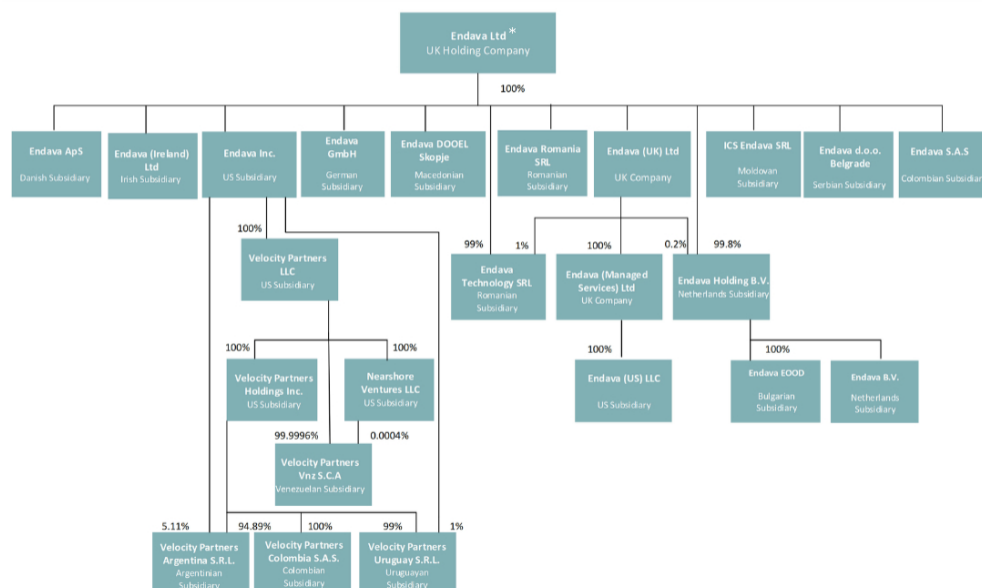 Endava Ltd *
UK Holding Company
100%
Endava ApS
Danish Subsidiary
Endava (Ireland)
Ltd
Irish Subsidiary
Endava Inc.
US Subsidiary
Endava
GmbH
German
Subsidiary
Endava DOOEL
Skopje
Macedonian
Subsidiary
Endava Romania
SRL
Romanian
Subsidiary
Endava (UK) Ltd
UK Company
ICS Endava SRL
Moldovan
Subsidiary
Endava d.o.o.
Belgrade
Serbian Subsidiary
Endava S.A.S
Colombian Subsidiar
100%
99%
1%
100%
0.2%
99.8%
Velocity Partners
LLC
US Subsidiary
Endava
Technology SRL
Romanian
Subsidiary
Endava (Managed
Services) Ltd
UK Company
Endava Holding B.V.
Netherlands Subsidiary
100%
100%
100%
100%
Velocity Partners
Holdings Inc.
US Subsidiary
Nearshore
Ventures LLC
US Subsidiary
Endava (US) LLC
US Subsidiary
Endava EOOD
Bulgarian
Subsidiary
Endava B.V.
Netherlands
Subsidiary
99.9996%
0.0004%
Velocity Partners
Vnz S.C.A
Venezuelan Subsidiary
5.11%
94.89%
100%
99%
1%
Velocity Partners
Argentina S.R.L.
Argentinian
Subsidiary
Velocity Partners
Colombia S.A.S.
Colombian
Subsidiary
Velocity Partners
Uruguay S.R.L.
Uruguayan
Subsidiary